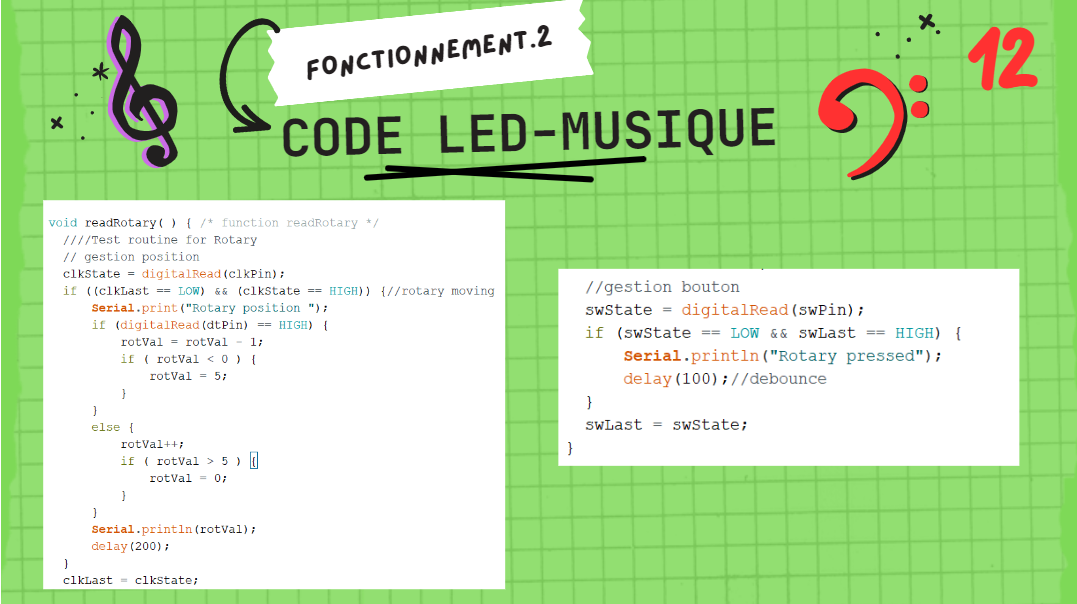 FONCTIONNEMENT.2
12
CODE LED-MUSIQUE
void readRotary( ) { /* function readRotary */
////Test routine for Rotary
// gestion position
clkState = digitalRead(clkPin);
if ((clkLast == LOW) && (clkState == HIGH)) {//rotary moving
Serial.print("Rotary position ");
if (digitalRead(dtPin) == HIGH) {
rotVal = rotVal - 1;
if ( rotVal < 0 ) {
rotVal = 5;
}
}
else {
rotVal++;
if ( rotVal > 5 ) {
rotVal = 0;
}
}
Serial.println(rotVal);
delay(200);
}
clkLast = clkState;
//gestion bouton
swState = digitalRead(swPin);
if (swState == LOW && swLast == HIGH) {
Serial.println("Rotary pressed");
delay(100);//debounce
}
swLast = swState;
}